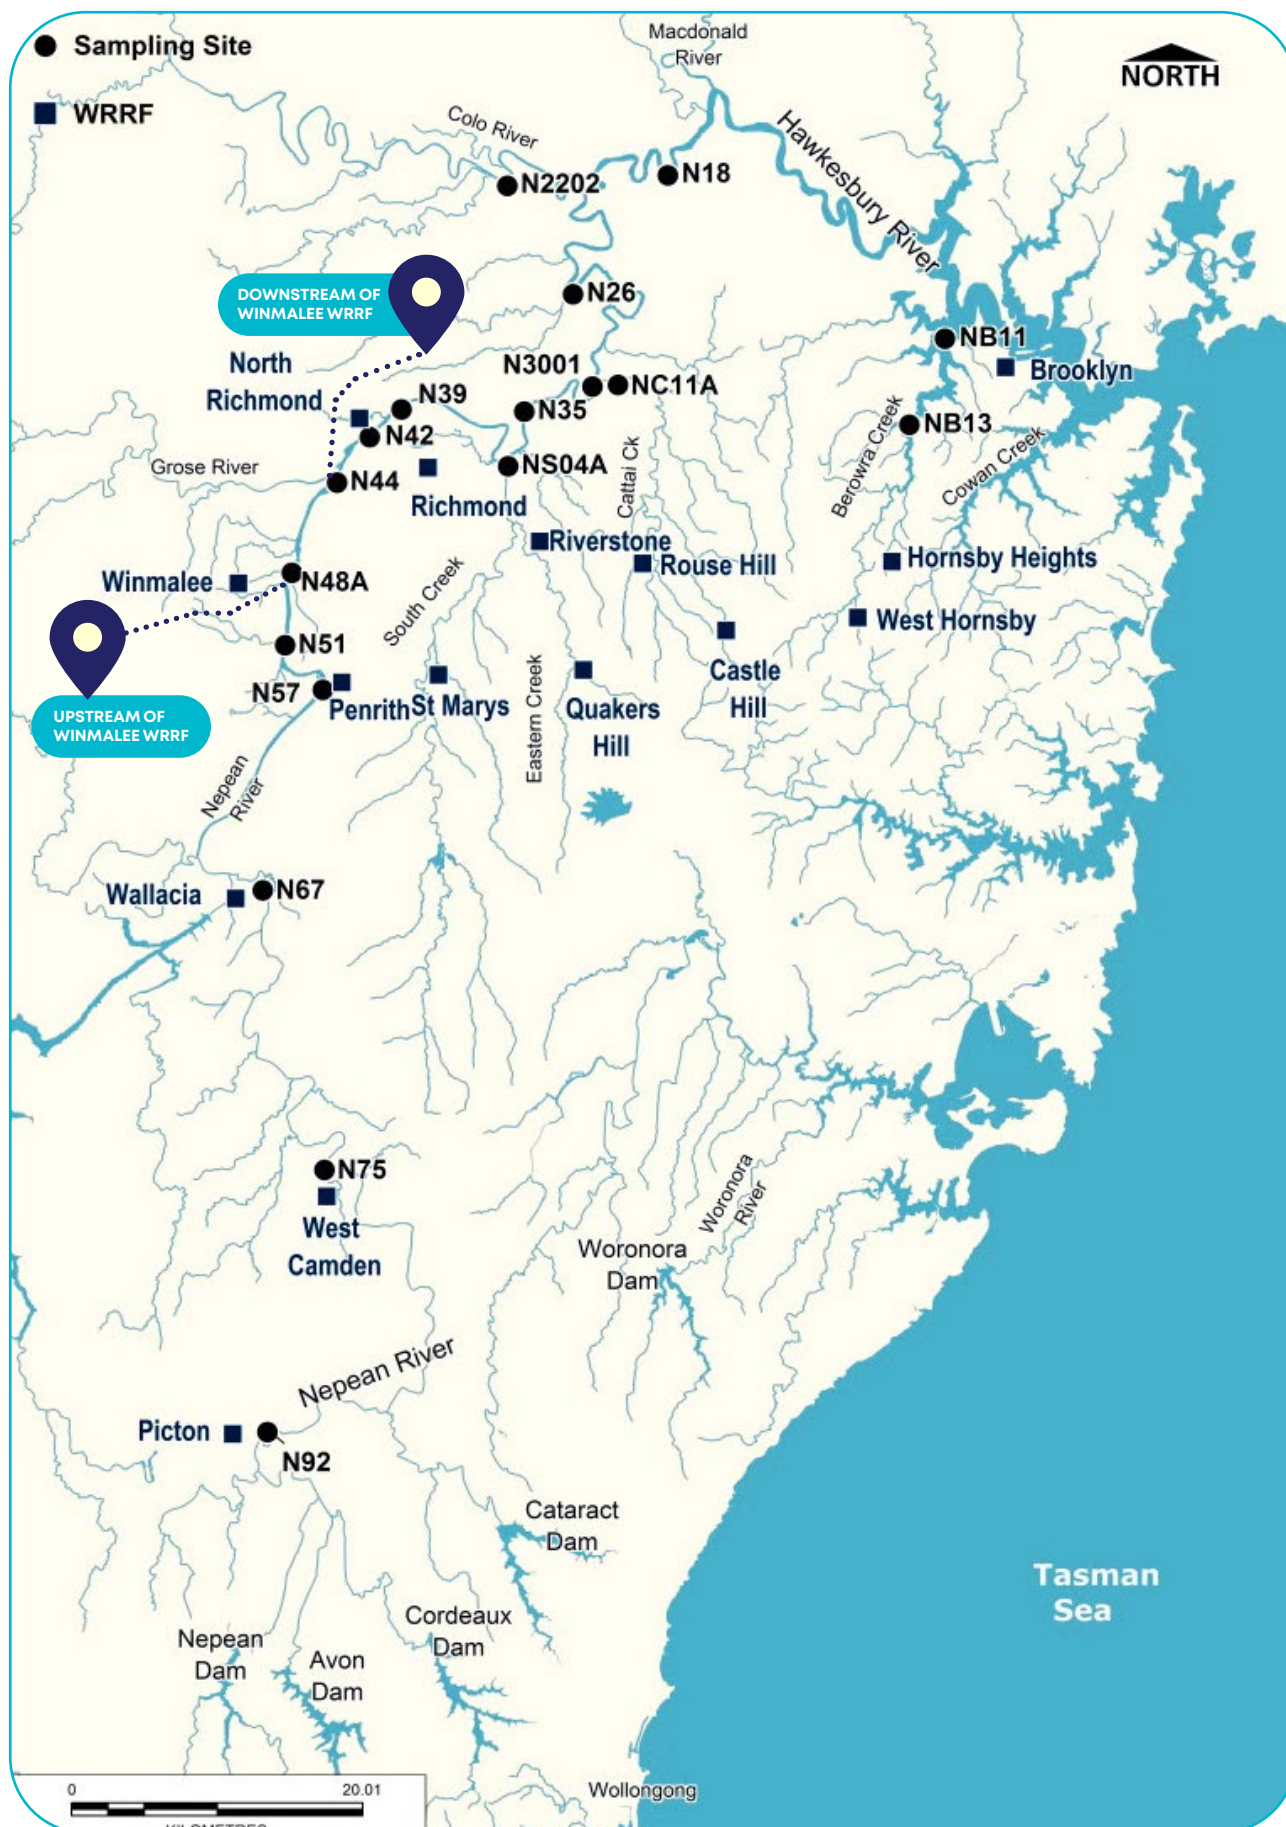 Sampling Site
WRRF
Macdonald
River
NORTH
Colo River
Hawkesbury River
N2202
N18
DOWNSTREAM OF
WINMALEE WRRF
N26
North
Richmond
N39
N3001
NC11A
NB11
Brooklyn
N42
N35
Berowra Creek
NB13
Cowan Creek
Grose River
N44
NS04A
Cattai Ck
Richmond
Riverstone
Rouse Hill
Hornsby Heights
Winmalee
N48A
South Creek
West Hornsby
N51
UPSTREAM OF
WINMALEE WRRF
N57
Penrith
St Marys
Eastern Creek
Quakers
Hill
Castle
Hill
Nepean
River
Wallacia
N67
N75
West
Camden
Woronora
River
Woronora
Dam
Nepean River
Picton
N92
Cataract
Dam
Tasman
Sea
Cordeaux
Dam
Nepean
Dam
Avon
Dam
0
20.01
KILOMETRES
Wollongong